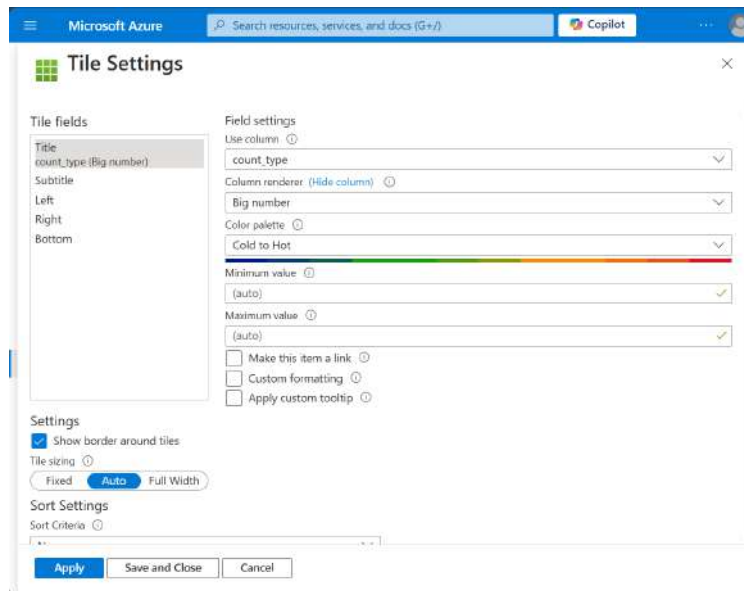 Microsoft Azure
Search resources, services, and docs (G+/)
Copilot
Tile Settings
Tile fields
Title
count_type (Big number)
Subtitle
Left
Right
Bottom
Field settings
Use column
count_type
Column renderer (Hide column)
Big number
Color palette
Cold to Hot
Minimum value
(auto)
Maximum value
(auto)
Make this item a link
Custom formatting
Apply custom tooltip
Settings
Show border around tiles
Tile sizing
Fixed Auto Full Width
Sort Settings
Sort Criteria
Apply Save and Close Cancel